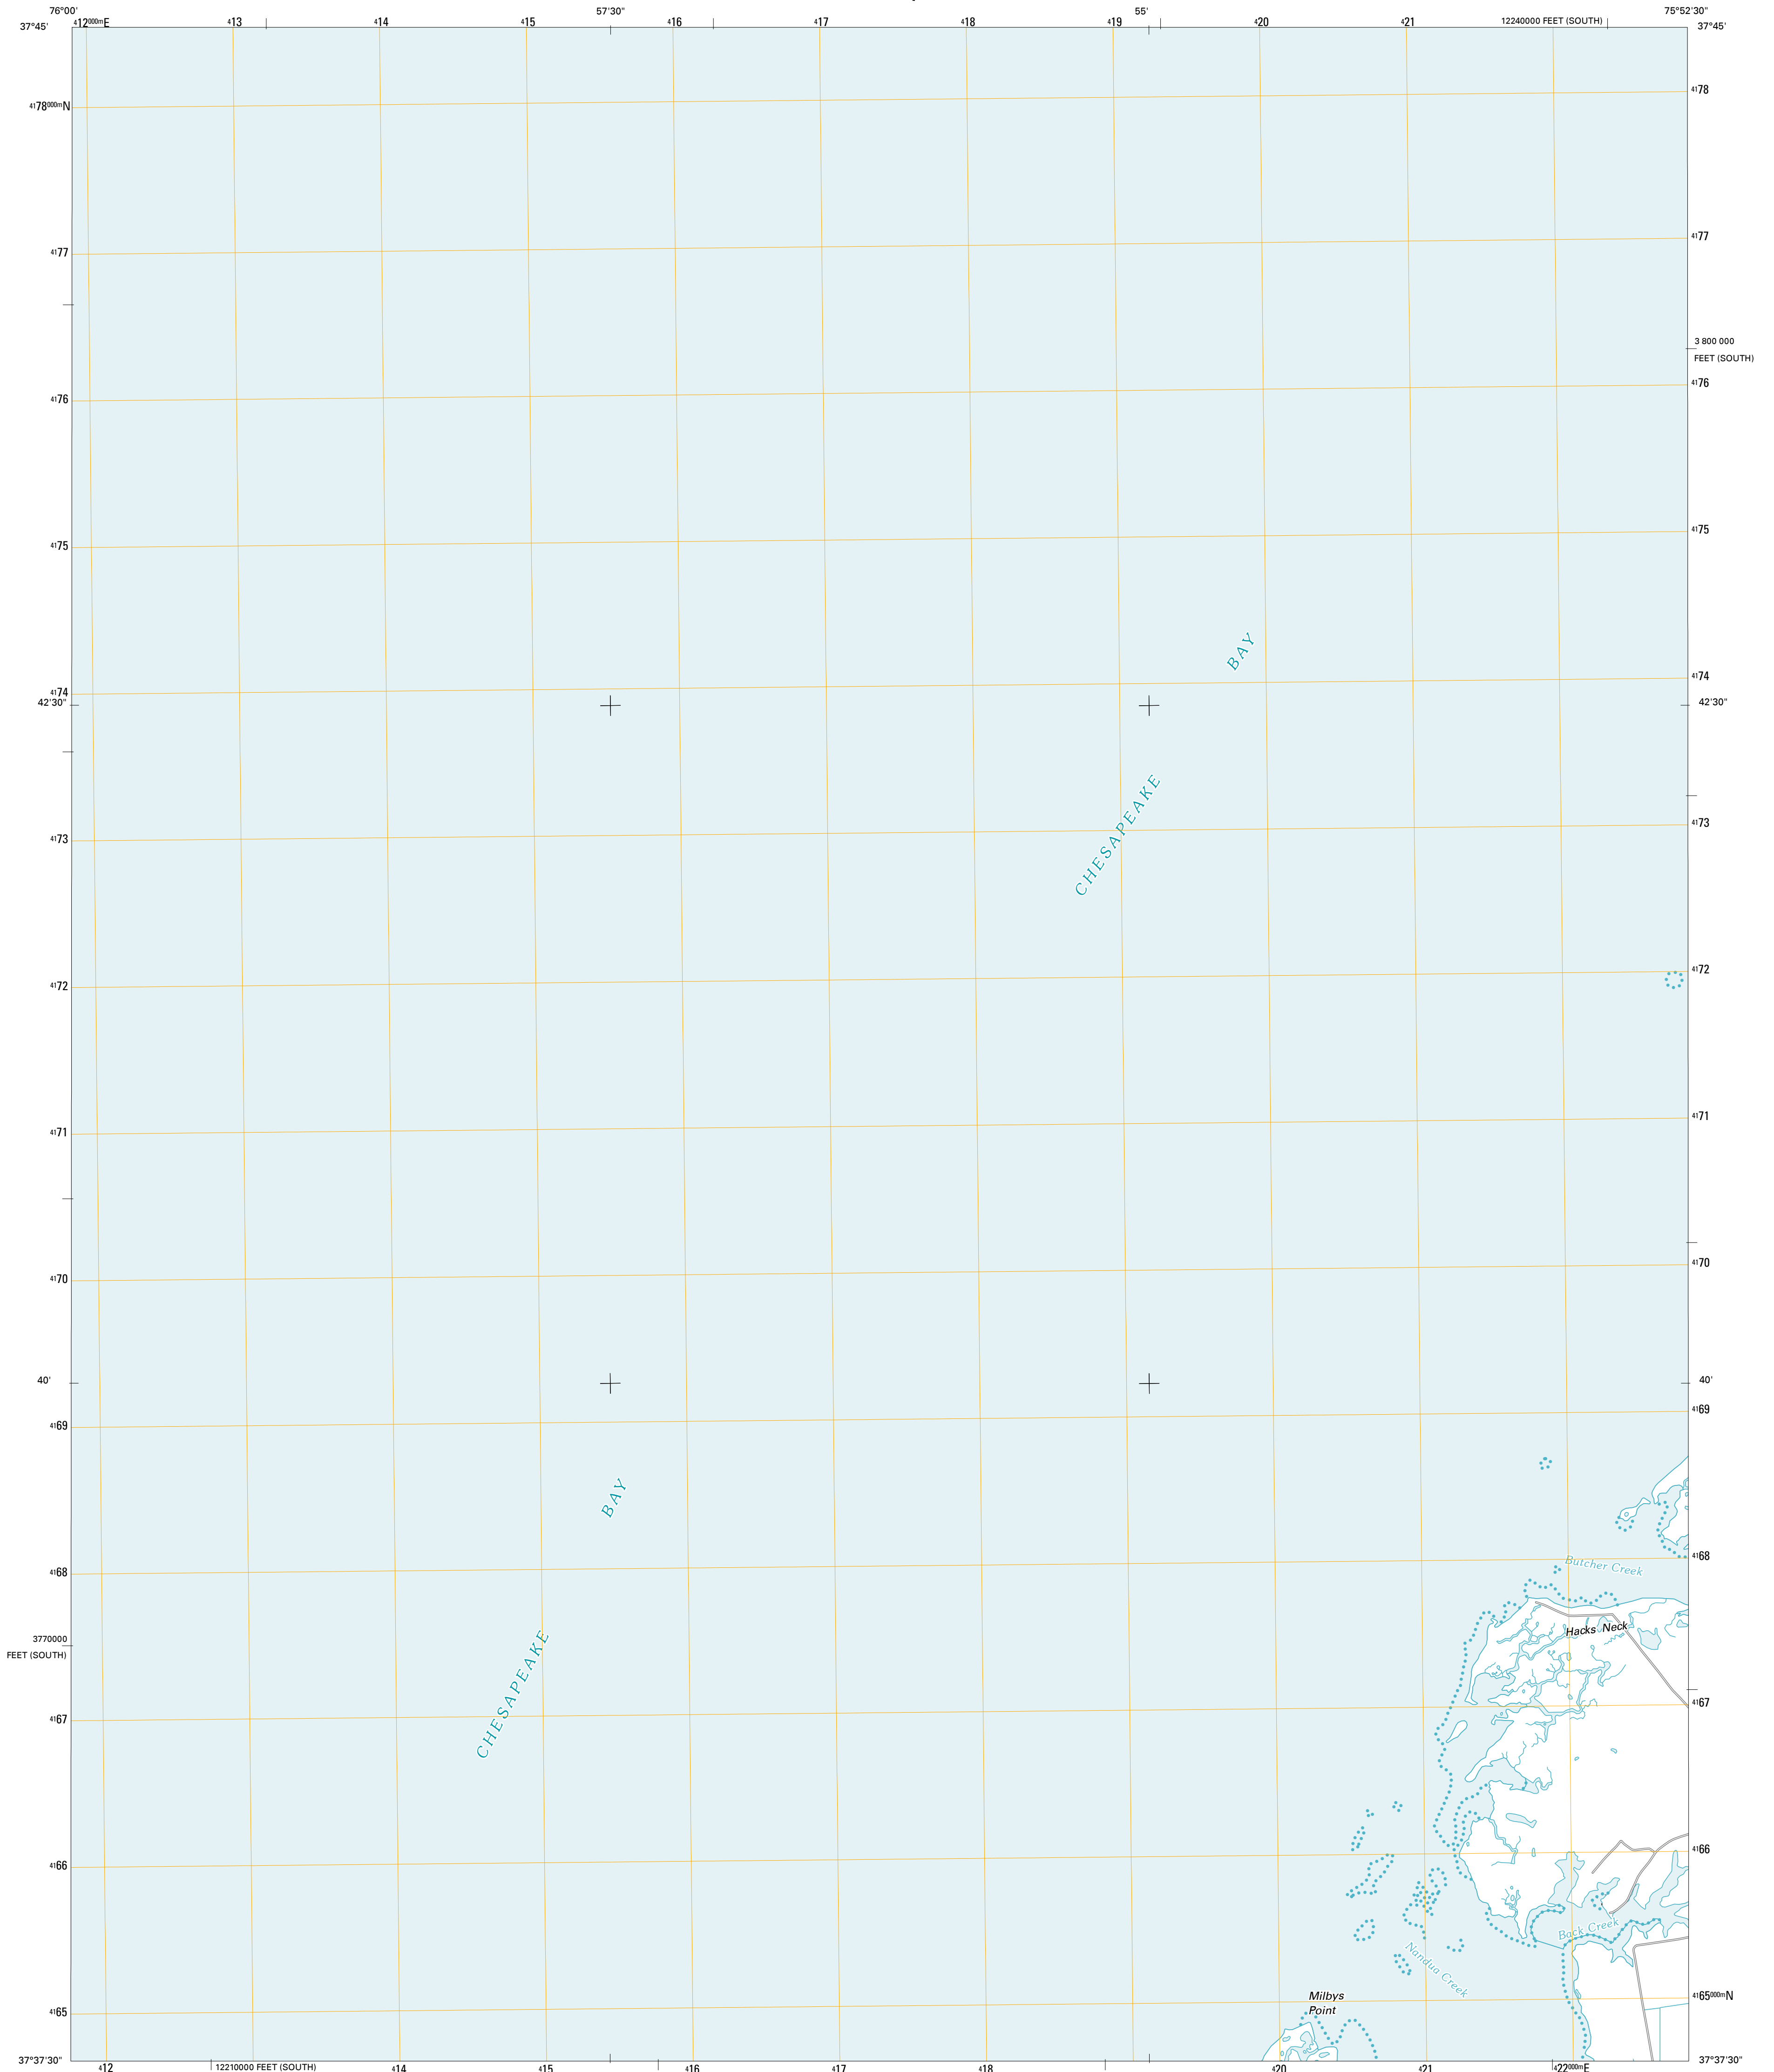 76°00' 57'30" 55' 75°52'30"
412000mE 413 414 415 416 417 418 419 420 421 12240000 FEET (SOUTH)
37°45' 37°45'
4178000mN 4178
4177 4177
3 800 000
FEET (SOUTH)
4176 4176
4175 4175
BAY
4174 4174
42'30" 42'30"
CHESAPEAKE
4173 4173
4172 4172
4171 4171
4170 4170
40' 40'
4169 4169
BAY
4168 4168
Butcher Creek
Hacks Neck
3770000
FEET (SOUTH)
CHESAPEAKE
4167 4167
4166 4166
Back Creek
Nandua Creek
Milbys
Point
4165 4165000mN
37°37'30" 37°37'30"
412 12210000 FEET (SOUTH) 414 415 416 417 418 420 421 422000mE